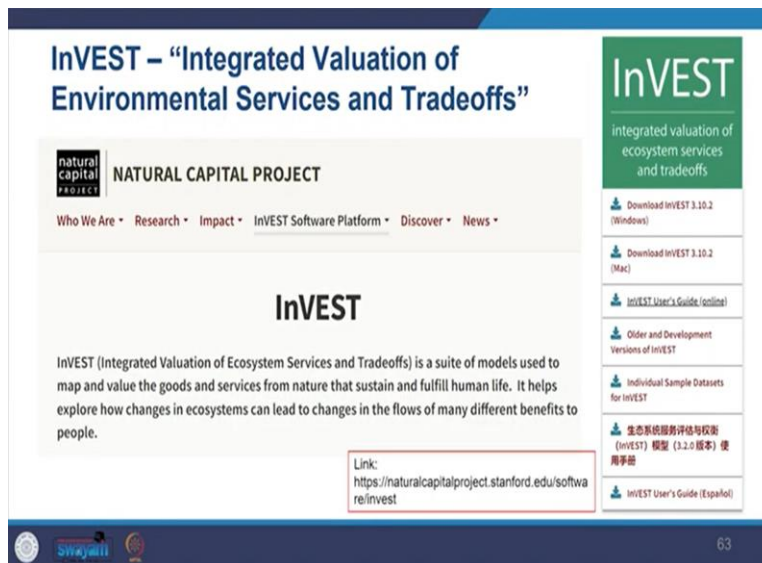 InVEST – “Integrated Valuation of
Environmental Services and Tradeoffs”
natural
capital
PROJECT
NATURAL CAPITAL PROJECT
Who We Are
Research
Impact
InVEST Software Platform
Discover
News
InVEST
InVEST (Integrated Valuation of Ecosystem Services and Tradeoffs) is a suite of models used to
map and value the goods and services from nature that sustain and fulfill human life. It helps
explore how changes in ecosystems can lead to changes in the flows of many different benefits to
people.
Link:
https://naturalcapitalproject.stanford.edu/softwa
re/invest
InVEST
integrated valuation of
ecosystem services
and tradeoffs
Download InVEST 3.10.2
(Windows)
Download InVEST 3.10.2
(Mac)
InVEST User's Guide (online)
Older and Development
Versions of InVEST
Individual Sample Datasets
for InVEST
生态系统服务评估与权衡
（InVEST）模型（3.2.0 版本）使
用手册
InVEST User's Guide (Español)
swayam
63